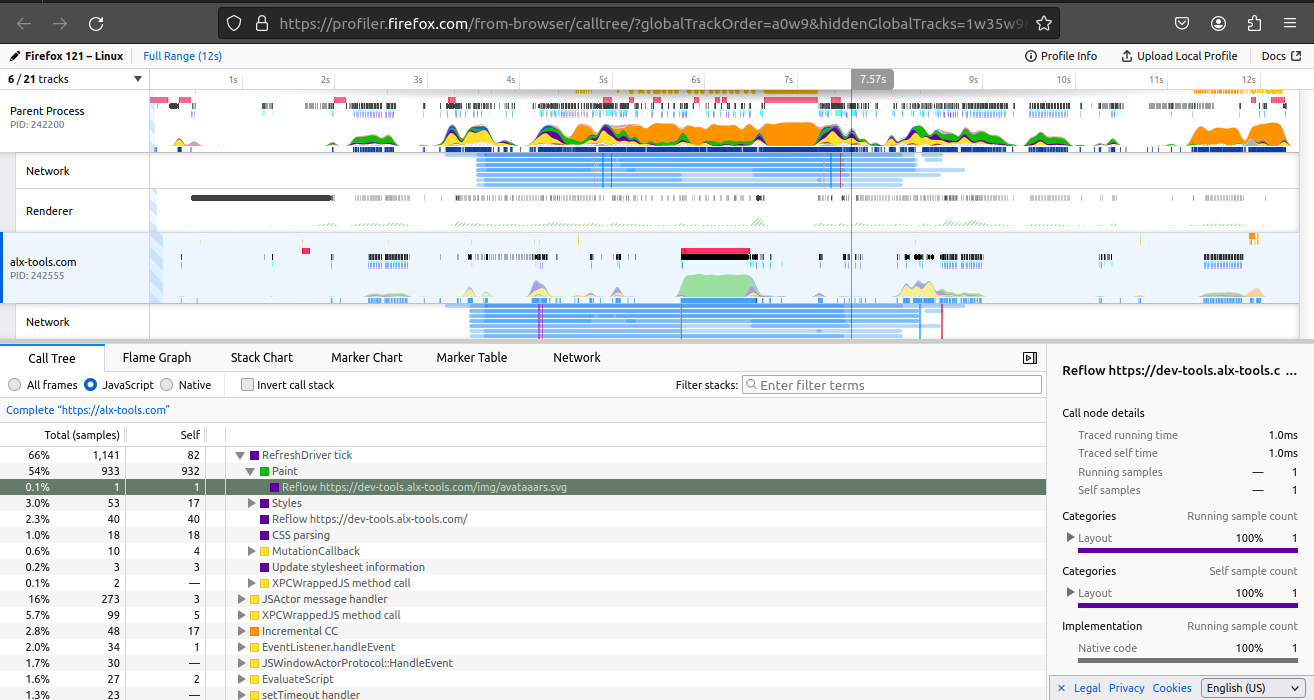 https://profiler.firefox.com/from-browser/calltree/?globalTrackOrder=a0w9&hiddenGlobalTracks=1w35w9
Firefox 121 – Linux Full Range (12s) Profile Info Upload Local Profile Docs
6 / 21 tracks 1s 2s 3s 4s 5s 6s 7s 7.57s 9s 10s 11s 12s
Parent Process
PID: 242200
Network
Renderer
alx-tools.com
PID: 242555
Network
Call Tree Flame Graph Stack Chart Marker Chart Marker Table Network
All frames JavaScript Native Invert call stack Filter stacks: Enter filter terms
Complete “https://alx-tools.com”
Total (samples) Self
66% 1,141 82 RefreshDriver tick
54% 933 932 Paint
0.1% 1 1 Reflow https://dev-tools.alx-tools.com/img/avataaars.svg
3.0% 53 17 Styles
2.3% 40 40 Reflow https://dev-tools.alx-tools.com/
1.0% 18 18 CSS parsing
0.6% 10 4 MutationCallback
0.2% 3 3 Update stylesheet information
0.1% 2 — XPCWrappedJS method call
16% 273 3 JSActor message handler
5.7% 99 5 XPCWrappedJS method call
2.8% 48 17 Incremental CC
2.0% 34 1 EventListener.handleEvent
1.7% 30 — JSWindowActorProtocol::HandleEvent
1.6% 27 2 EvaluateScript
1.3% 23 — setTimeout handler
Reflow https://dev-tools.alx-tools.c ...
Call node details
Traced running time 1.0ms
Traced self time 1.0ms
Running samples — 1
Self samples — 1
Categories Running sample count
Layout 100% 1
Categories Self sample count
Layout 100% 1
Implementation Running sample count
Native code 100% 1
✕ Legal Privacy Cookies English (US)